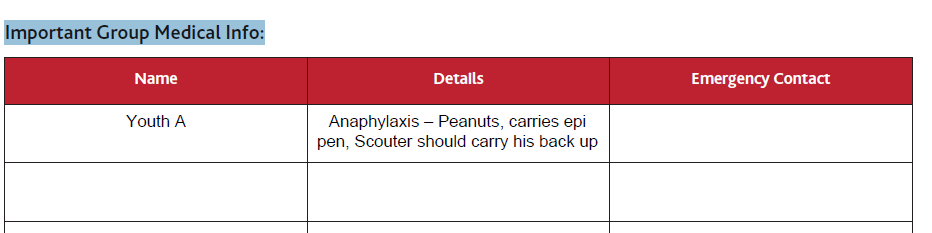 Important Group Medical Info:
Name Details Emergency Contact
Youth A Anaphylaxis – Peanuts, carries epi
pen, Scouter should carry his back up